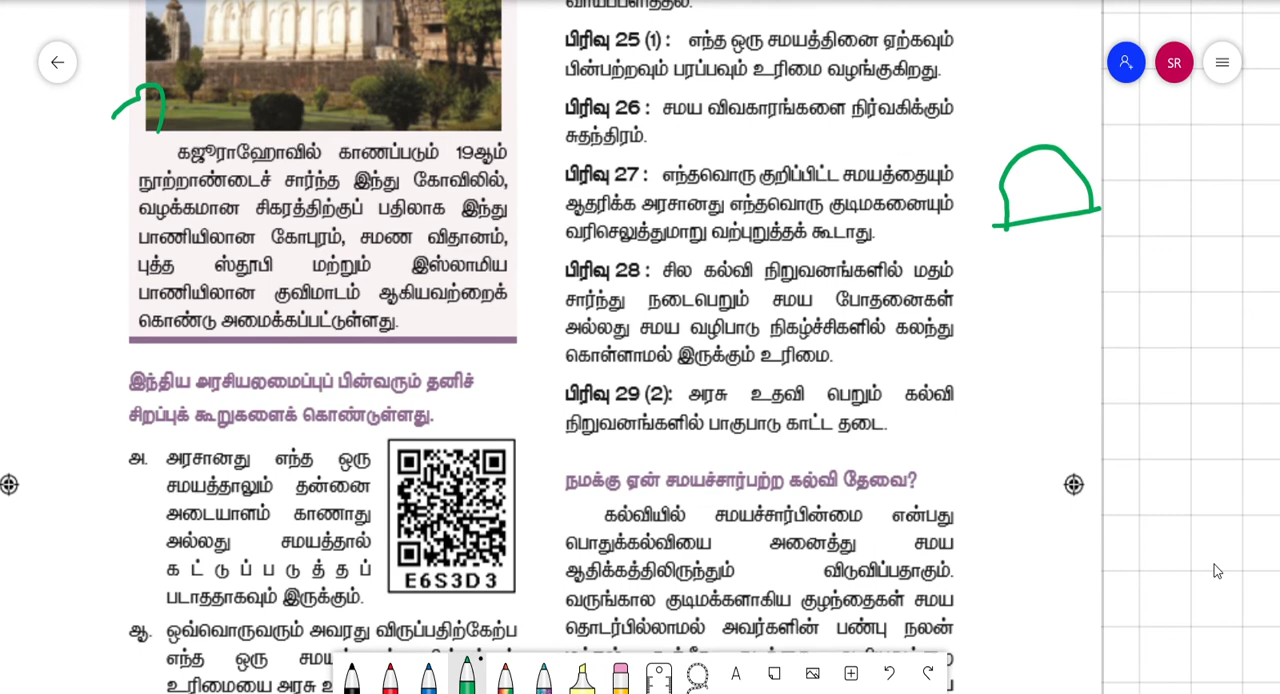 கஜூராஹோவில் காணப்படும் 19ஆம்
நூற்றாண்டைச் சார்ந்த இந்து கோவிலில்,
வழக்கமான சிகரத்திற்குப் பதிலாக இந்து
பாணியிலான கோபுரம், சமண விதானம்,
புத்த ஸ்தூபி மற்றும் இஸ்லாமிய
பாணியிலான குவிமாடம் ஆகியவற்றைக்
கொண்டு அமைக்கப்பட்டுள்ளது.
இந்திய அரசியலமைப்புப் பின்வரும் தனிச்
சிறப்புக் கூறுகளைக் கொண்டுள்ளது.
அ. அரசானது எந்த ஒரு
சமயத்தாலும் தன்னை
அடையாளம் காணாது
அல்லது சமயத்தால்
க ட் டு ப் ப டு த் த ப்
படாததாகவும் இருக்கும்.
E6S3D3
ஆ. ஒவ்வொருவரும் அவரது விருப்பதிற்கேற்ப
எந்த ஒரு
உரிமையை அரசு
பிரிவு 25 (1) : எந்த ஒரு சமயத்தினை ஏற்கவும்
பின்பற்றவும் பரப்பவும் உரிமை வழங்குகிறது.
பிரிவு 26 : சமய விவகாரங்களை நிர்வகிக்கும்
சுதந்திரம்.
பிரிவு 27 : எந்தவொரு குறிப்பிட்ட சமயத்தையும்
ஆதரிக்க அரசானது எந்தவொரு குடிமகனையும்
வரிசெலுத்துமாறு வற்புறுத்தக் கூடாது.
பிரிவு 28 : சில கல்வி நிறுவனங்களில் மதம்
சார்ந்து நடைபெறும் சமய போதனைகள்
அல்லது சமய வழிபாடு நிகழ்ச்சிகளில் கலந்து
கொள்ளாமல் இருக்கும் உரிமை.
பிரிவு 29 (2): அரசு உதவி பெறும் கல்வி
நிறுவனங்களில் பாகுபாடு காட்ட தடை.
நமக்கு ஏன் சமயச்சார்பற்ற கல்வி தேவை?
கல்வியில் சமயச்சார்பின்மை என்பது
பொதுக்கல்வியை அனைத்து சமய
ஆதிக்கத்திலிருந்தும் விடுவிப்பதாகும்.
வருங்கால குடிமக்களாகிய குழந்தைகள் சமய
தொடர்பில்லாமல் அவர்களின் பண்பு நலன்
SR
A